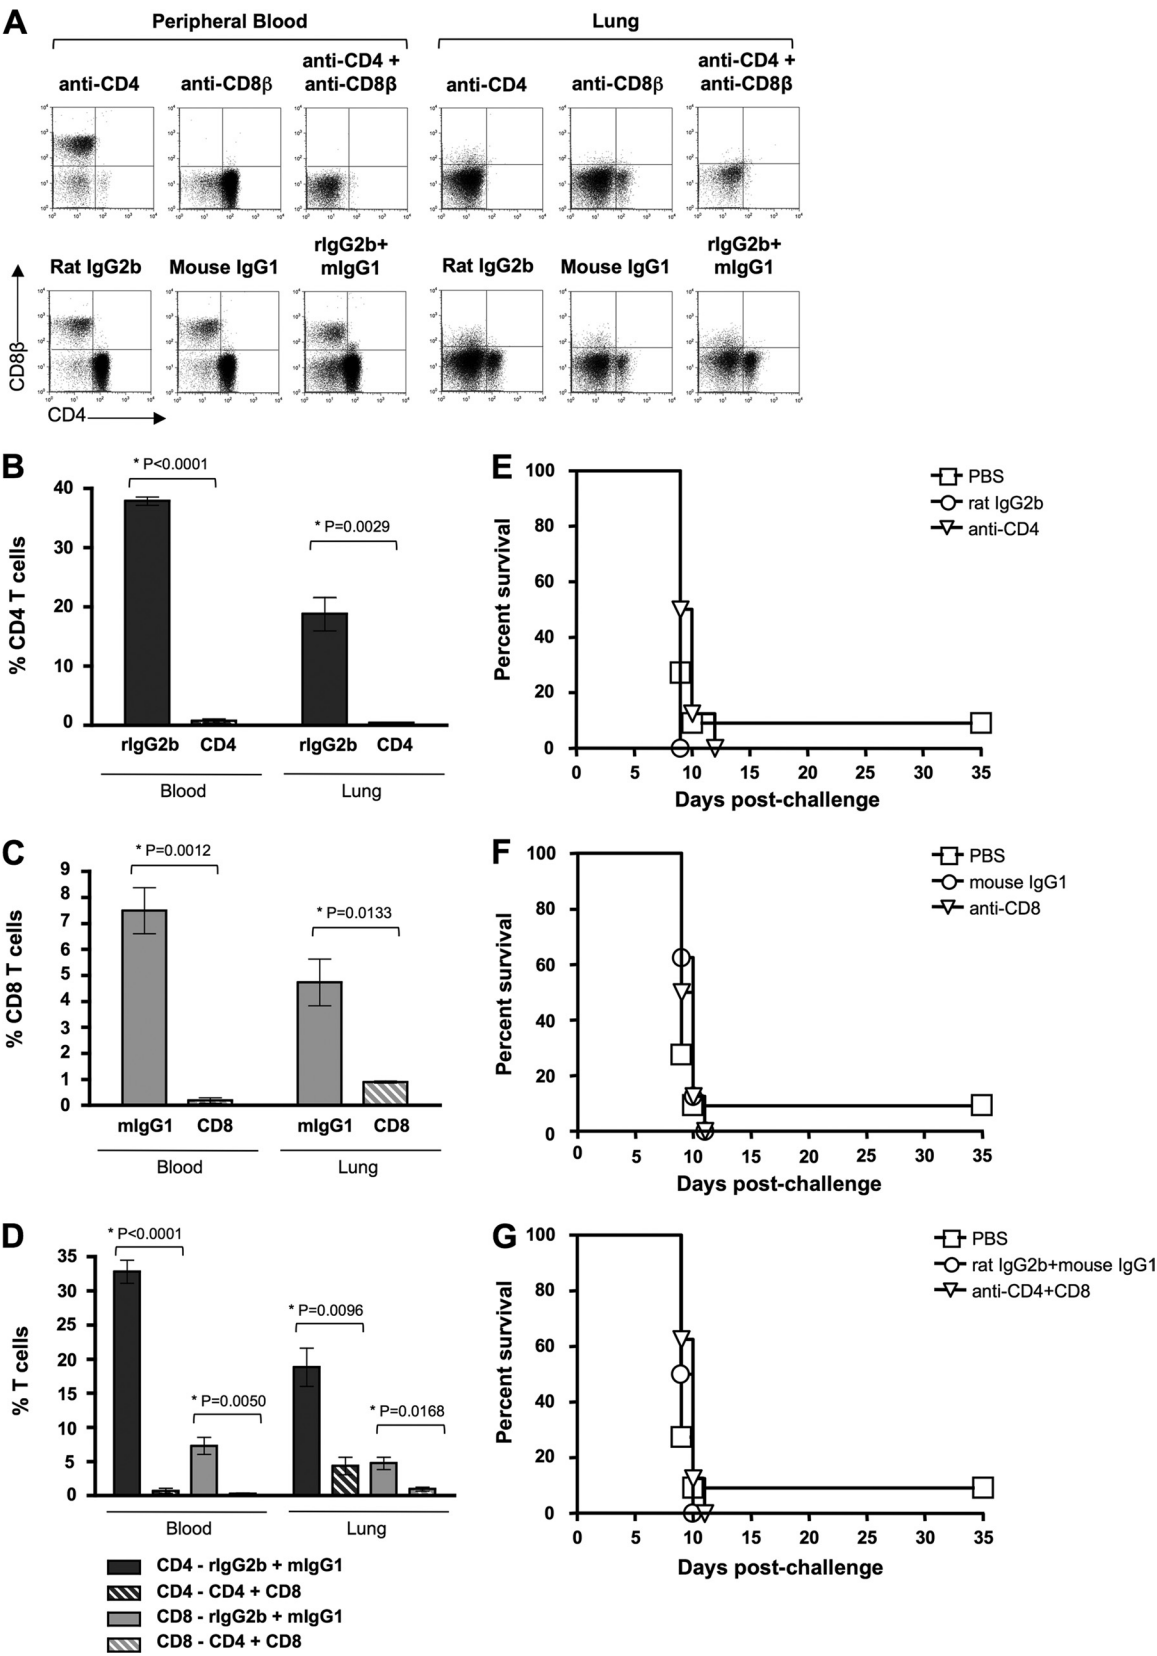 A
Peripheral Blood
Lung
anti-CD4
anti-CD8β
anti-CD4 +
anti-CD8β
anti-CD4
anti-CD8β
anti-CD4 +
anti-CD8β
Rat IgG2b
Mouse IgG1
rIgG2b+
mIgG1
Rat IgG2b
Mouse IgG1
rIgG2b+
mIgG1
CD8β
CD4
B
* P<0.0001
* P=0.0029
% CD4 T cells
40
30
20
10
0
rIgG2b CD4 rIgG2b CD4
Blood Lung
E
PBS
rat IgG2b
anti-CD4
Percent survival
100
80
60
40
20
0
0 5 10 15 20 25 30 35
Days post-challenge
C
* P=0.0012
* P=0.0133
% CD8 T cells
9
8
7
6
5
4
3
2
1
0
mIgG1 CD8 mIgG1 CD8
Blood Lung
F
PBS
mouse IgG1
anti-CD8
Percent survival
100
80
60
40
20
0
0 5 10 15 20 25 30 35
Days post-challenge
D
* P<0.0001
* P=0.0050
* P=0.0096
* P=0.0168
% T cells
35
30
25
20
15
10
5
0
Blood Lung
CD4 - rIgG2b + mIgG1
CD4 - CD4 + CD8
CD8 - rIgG2b + mIgG1
CD8 - CD4 + CD8
G
PBS
rat IgG2b+mouse IgG1
anti-CD4+CD8
Percent survival
100
80
60
40
20
0
0 5 10 15 20 25 30 35
Days post-challenge